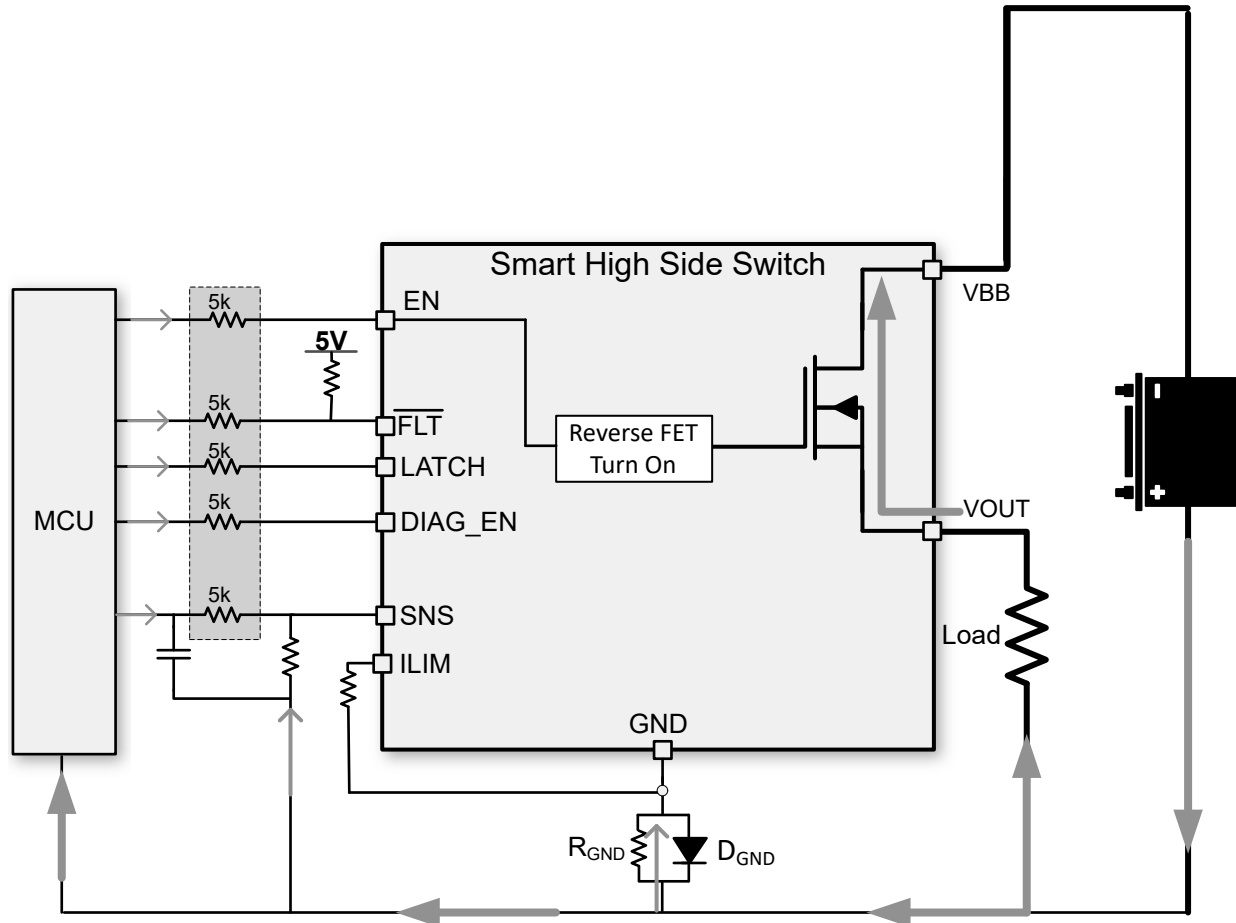 Smart High Side Switch
VBB
5k
EN
5V
5k
FLT
Reverse FET
Turn On
5k
LATCH
MCU
5k
DIAG_EN
VOUT
-
+
5k
SNS
Load
ILIM
GND
RGND
DGND